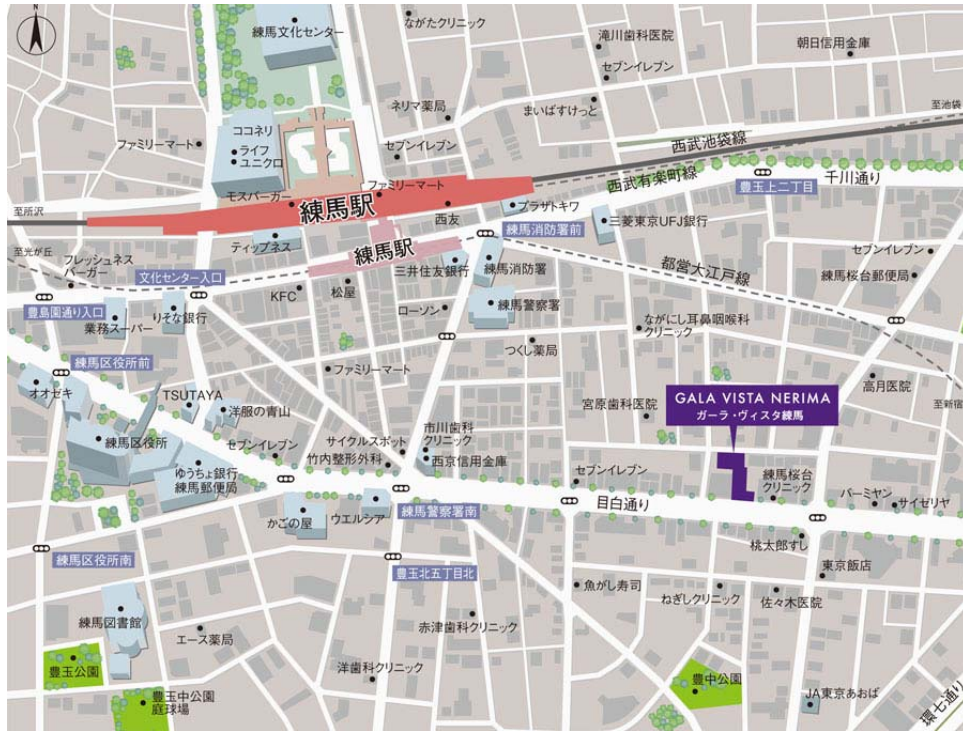 N
練馬文化センター
ながたクリニック
滝川歯科医院
朝日信用金庫
セブンイレブン
至池袋
ネリマ薬局
まいばすけっと
ココネリ
ライフ
ユニクロ
ファミリーマート
セブンイレブン
西武池袋線
モスバーガー
ファミリーマート
西武有楽町線
豊玉上二丁目
千川通り
至所沢
練馬駅
西友
プラザトキワ
三菱東京UFJ銀行
練馬消防署前
ティップネス
練馬駅
至光が丘
フレッシュネス
バーガー
文化センター入口
三井住友銀行
練馬消防署
都営大江戸線
セブンイレブン
練馬桜台郵便局
KFC
松屋
ローソン
練馬警察署
豊島園通り入口
業務スーパー
りそな銀行
ながにし耳鼻咽喉科
クリニック
つくし薬局
練馬区役所前
ファミリーマート
高月医院
オオゼキ
TSUTAYA
洋服の青山
宮原歯科医院
GALA VISTA NERIMA
ガーラ・ヴィスタ練馬
至新宿
練馬区役所
セブンイレブン
サイクルスポット
竹内整形外科
市川歯科
クリニック
西京信用金庫
ゆうちょ銀行
練馬郵便局
セブンイレブン
練馬桜台
クリニック
バーミヤン
サイゼリヤ
かごの屋
ウエルシア
練馬警察署南
目白通り
桃太郎すし
練馬区役所南
豊玉北五丁目北
東京飯店
魚がし寿司
ねぎしクリニック
佐々木医院
練馬図書館
エース薬局
赤津歯科クリニック
豊玉公園
洋歯科クリニック
豊中公園
豊玉中公園
庭球場
JA東京あおば
環七通り